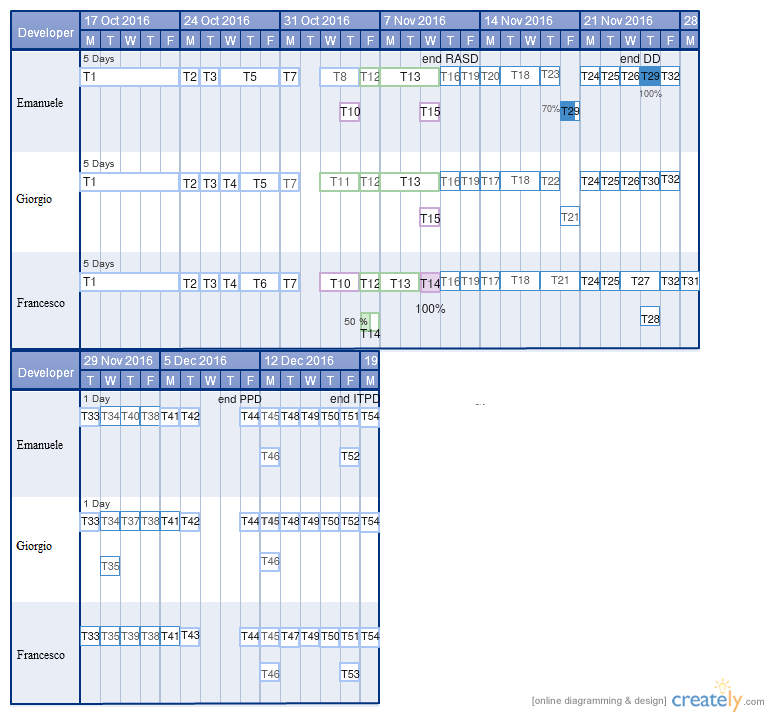 Developer 17 Oct 2016 24 Oct 2016 31 Oct 2016 7 Nov 2016 14 Nov 2016 21 Nov 2016 28
M T W T F M T W T F M T W T F M T W T F M T W T F M T W T F M
5 Days end RASD end DD
T1 T2 T3 T5 T7 T8 T12 T13 T16 T19 T20 T18 T23 T24 T25 T26 T29 T32
100%
Emanuele
T10 T15 70% T29
5 Days
T1 T2 T3 T4 T5 T7 T11 T12 T13 T16 T19 T17 T18 T22 T24 T25 T26 T30 T32
Giorgio
T15 T21
5 Days
T1 T2 T3 T4 T6 T7 T10 T12 T13 T14 T16 T19 T17 T18 T21 T24 T25 T27 T32 T31
Francesco
100%
50 % T28
T14
Developer 29 Nov 2016 5 Dec 2016 12 Dec 2016 19
T W T F M T W T F M T W T F M
1 Day end PPD end ITPD
T33 T34 T40 T38 T41 T42 T44 T45 T48 T49 T50 T51 T54
Emanuele
T46 T52
1 Day
T33 T34 T37 T38 T41 T42 T44 T45 T48 T49 T50 T52 T54
Giorgio
T35 T46
T33 T35 T39 T38 T41 T43 T44 T45 T47 T49 T50 T51 T54
Francesco
T46 T53
[online diagramming & design] creately.com